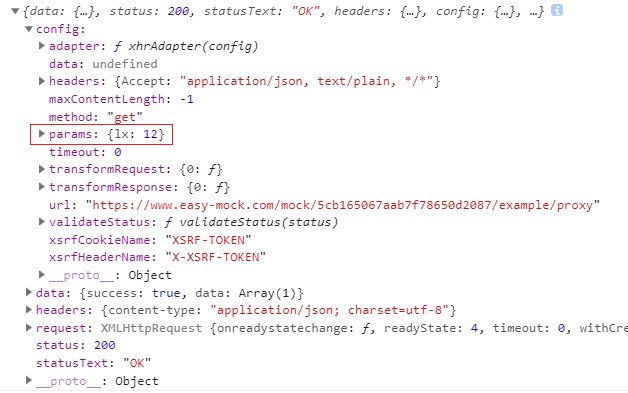 {data: {…}, status: 200, statusText: "OK", headers: {…}, config: {…}, …}
config:
adapter: ƒ xhrAdapter(config)
data: undefined
headers: {Accept: "application/json, text/plain, */*"}
maxContentLength: -1
method: "get"
params: {lx: 12}
timeout: 0
transformRequest: {0: ƒ}
transformResponse: {0: ƒ}
url: "https://www.easy-mock.com/mock/5cb165067aab7f78650d2087/example/proxy"
validateStatus: ƒ validateStatus(status)
xsrfCookieName: "XSRF-TOKEN"
xsrfHeaderName: "X-XSRF-TOKEN"
__proto__: Object
data: {success: true, data: Array(1)}
headers: {content-type: "application/json; charset=utf-8"}
request: XMLHttpRequest {onreadystatechange: ƒ, readyState: 4, timeout: 0, withCre
status: 200
statusText: "OK"
__proto__: Object